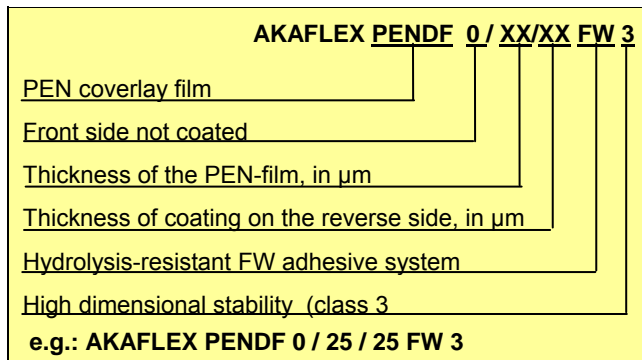 AKAFLEX PENDF 0 / XX/XX FW 3
PEN coverlay film
Front side not coated
Thickness of the PEN-film, in µm
Thickness of coating on the reverse side, in µm
Hydrolysis-resistant FW adhesive system
High dimensional stability (class 3
e.g.: AKAFLEX PENDF 0 / 25 / 25 FW 3